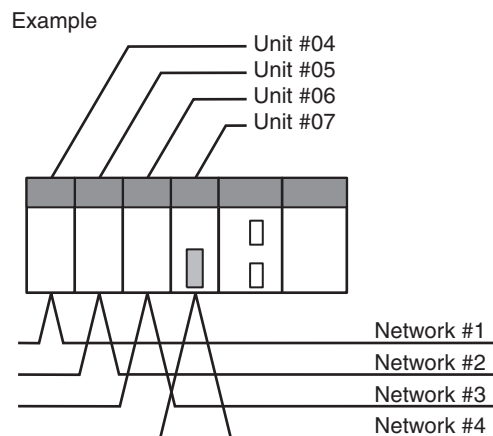 Example
Unit #04
Unit #05
Unit #06
Unit #07
Network #1
Network #2
Network #3
Network #4